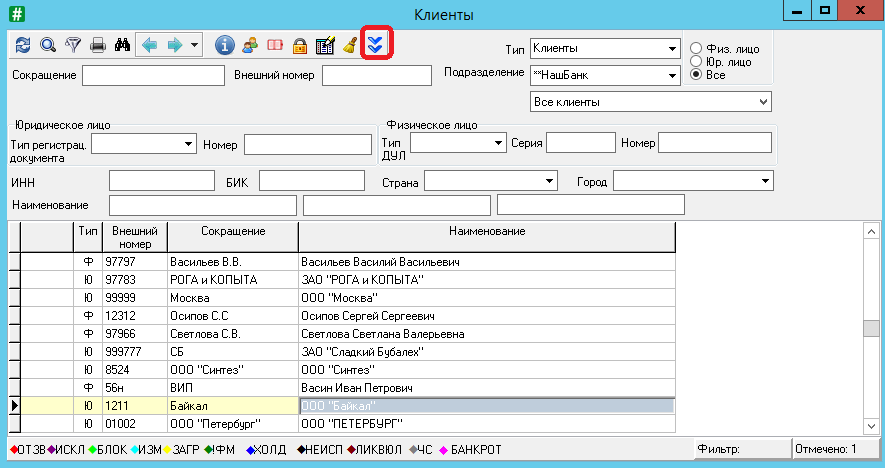 Клиенты
Тип Клиенты Физ. лицо
Юр. лицо
Сокращение Внешний номер Подразделение **НашБанк Все
Все клиенты
Юридическое лицо Физическое лицо
Тип регистрац. документа Номер Тип ДУЛ Серия Номер
ИНН БИК Страна Город
Наименование
Тип Внешний номер Сокращение Наименование
Ф 97797 Васильев В.В. Васильев Василий Васильевич
Ю 97783 РОГА и КОПЫТА ЗАО "РОГА и КОПЫТА"
Ю 99999 Москва ООО "Москва"
Ф 12312 Осипов С.С Осипов Сергей Сергеевич
Ф 97966 Светлова С.В. Светлова Светлана Валерьевна
Ю 999777 СБ ЗАО "Сладкий Бубалех"
Ю 8524 ООО "Синтез" ООО "Синтез"
Ф 56н ВИП Васин Иван Петрович
Ю 1211 Байкал ООО "Байкал"
Ю 01002 ООО "Петербург" ООО "ПЕТЕРБУРГ"
ОТЗВ ИСКЛ БЛОК ИЗМ ЗАГР !ФМ ХОЛД НЕИСП ЛИКВЮЛ ЧС БАНКРОТ Фильтр: Отмечено: 1